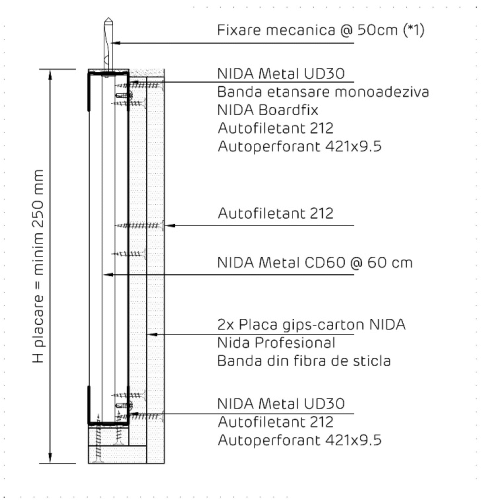 Fixare mecanica @ 50cm (*1)
NIDA Metal UD30
Banda etansare monoadeziva
NIDA Boardfix
Autofiletant 212
Autoperforant 421x9.5
Autofiletant 212
NIDA Metal CD60 @ 60 cm
2x Placa gips-carton NIDA
Nida Profesional
Banda din fibra de sticla
NIDA Metal UD30
Autofiletant 212
Autoperforant 421x9.5
H placare = minim 250 mm